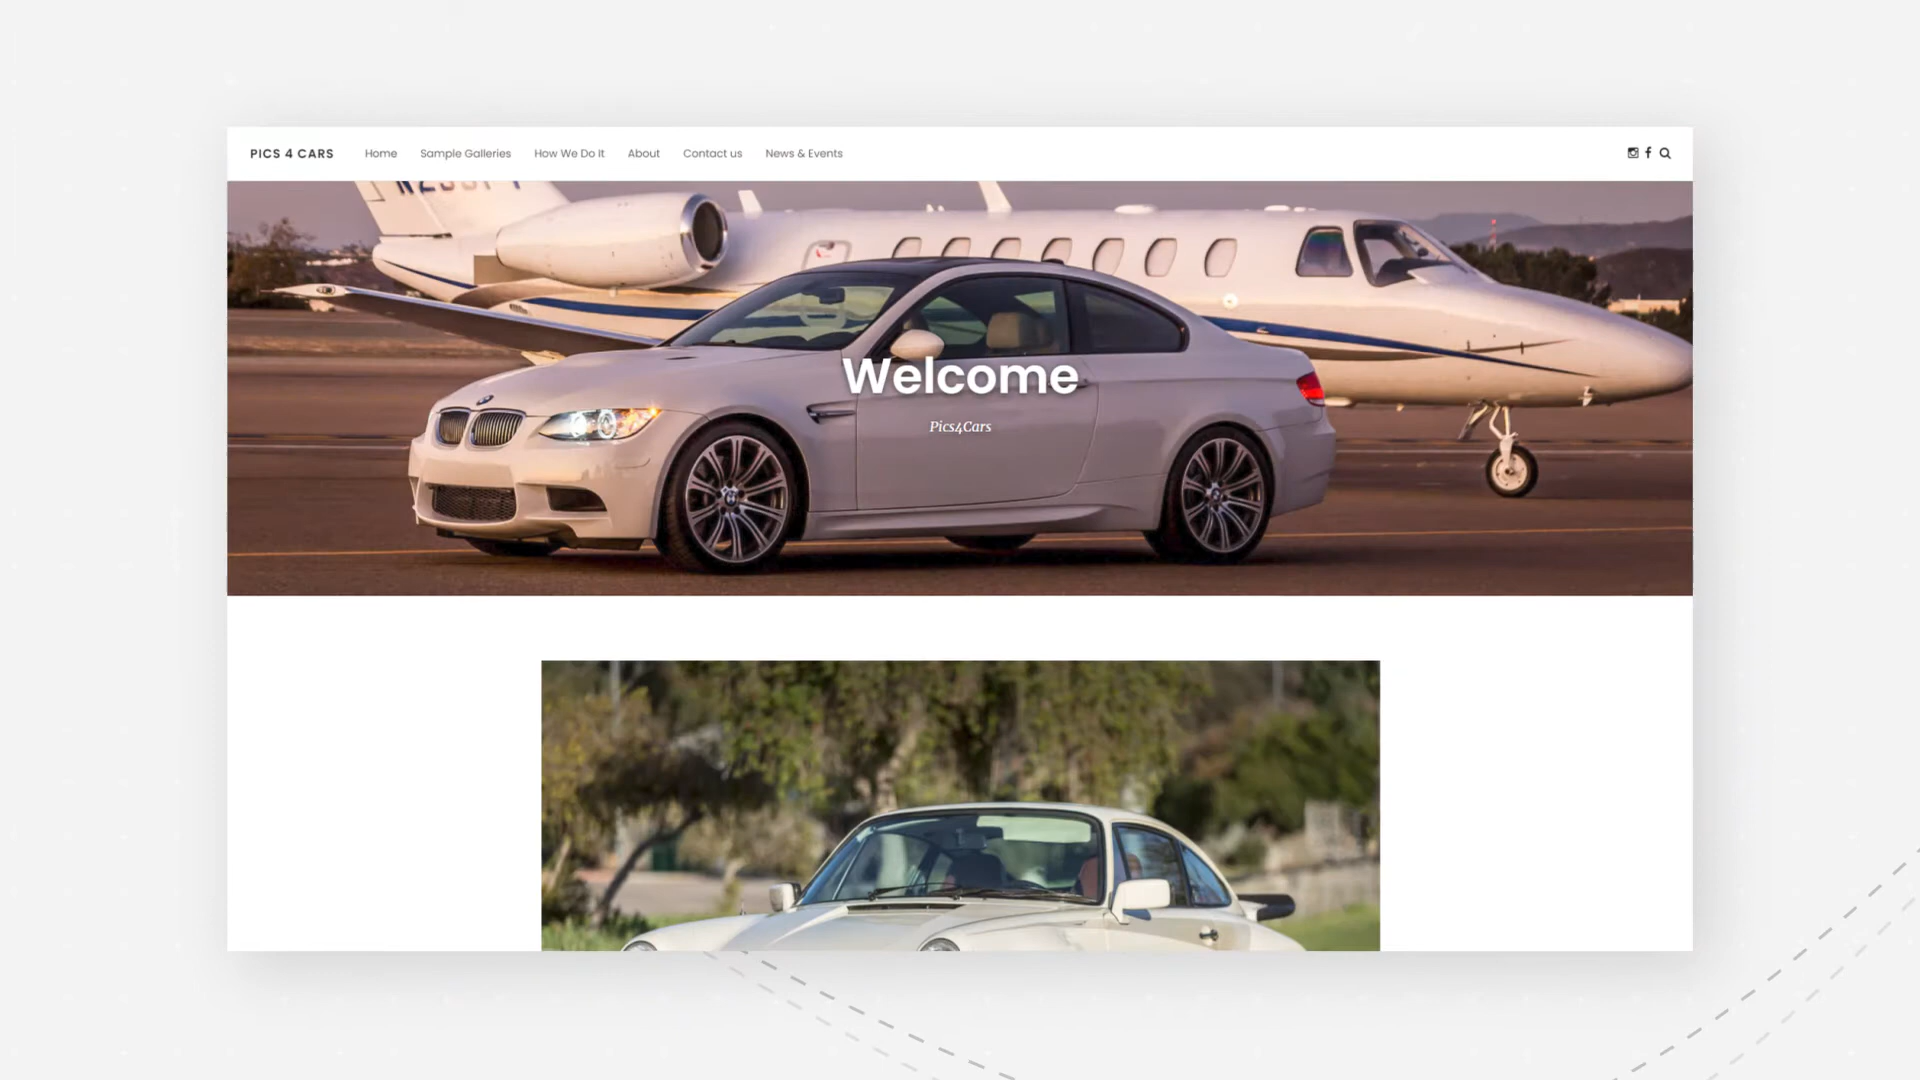 PICS 4 CARS Home Sample Galleries How We Do It About Contact us News & Events
Welcome
Pics4Cars